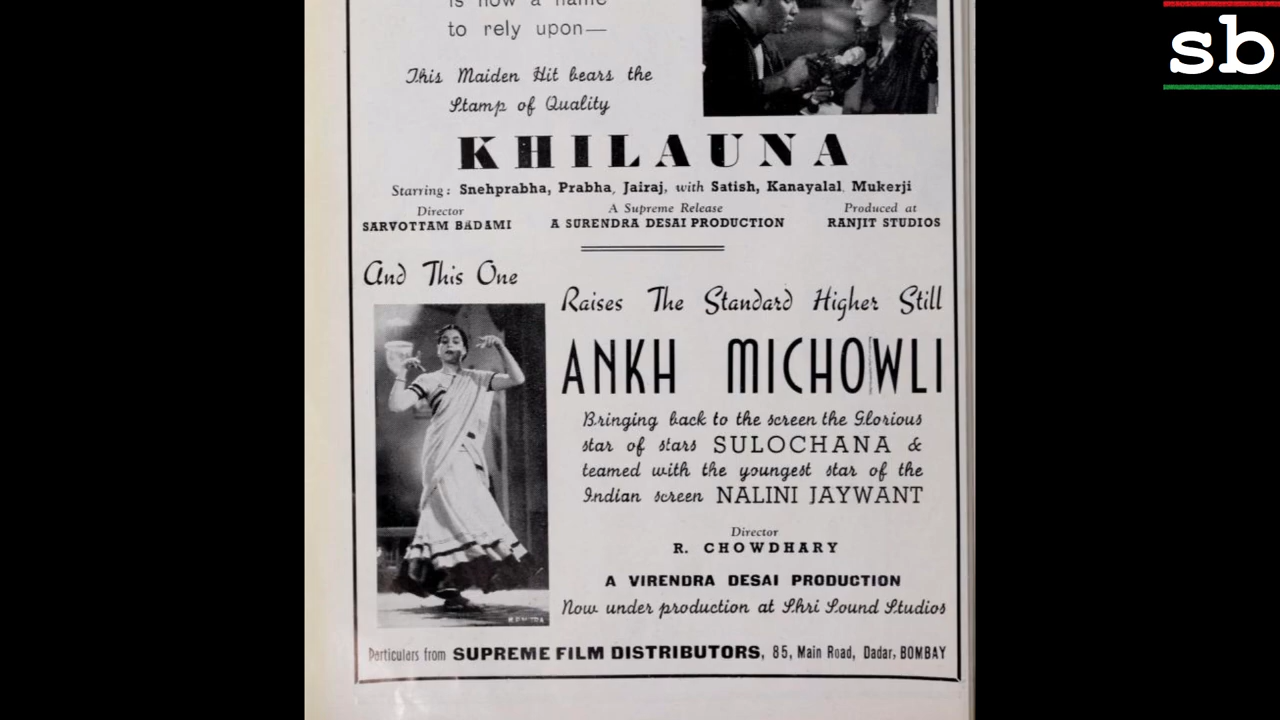 is now a name
to rely upon—
This Maiden Hit bears the
Stamp of Quality
KHILAUNA
Starring: Snehprabha, Prabha, Jairaj, with Satish, Kanayalal, Mukerji
Director
SARVOTTAM BADAMI
A Supreme Release
A SURENDRA DESAI PRODUCTION
Produced at
RANJIT STUDIOS
And This One
Raises The Standard Higher Still
ANKH MICHOWLI
Bringing back to the screen the Glorious
star of stars SULOCHANA &
teamed with the youngest star of the
Indian screen NALINI JAYWANT
Director
R. CHOWDHARY
A VIRENDRA DESAI PRODUCTION
Now under production at Shri Sound Studios
Particulars from SUPREME FILM DISTRIBUTORS, 85, Main Road, Dadar, BOMBAY
sb